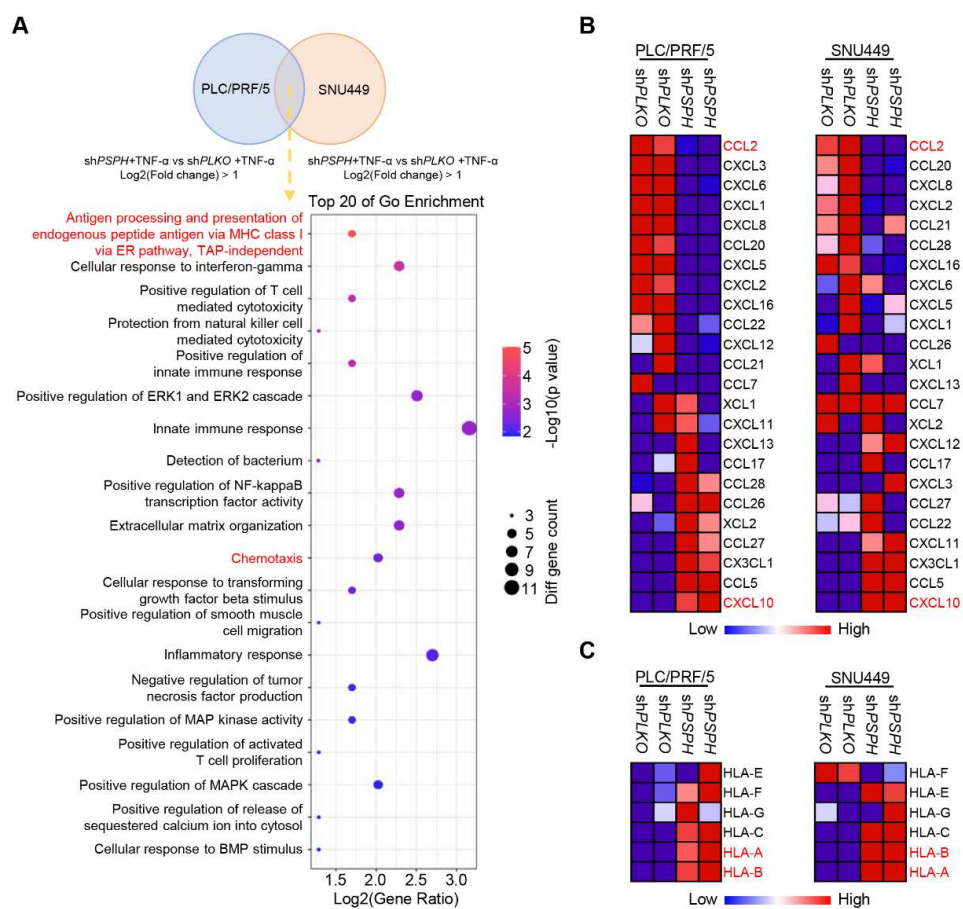 A
PLC/PRF/5
SNU449
shPSPH+TNF-α vs shPLKO +TNF-α
Log2(Fold change) > 1
shPSPH+TNF-α vs shPLKO +TNF-α
Log2(Fold change) > 1
Top 20 of Go Enrichment
Antigen processing and presentation of
endogenous peptide antigen via MHC class I
via ER pathway, TAP-independent
Cellular response to interferon-gamma
Positive regulation of T cell
mediated cytotoxicity
Protection from natural killer cell
mediated cytotoxicity
Positive regulation of
innate immune response
Positive regulation of ERK1 and ERK2 cascade
Innate immune response
Detection of bacterium
Positive regulation of NF-kappaB
transcription factor activity
Extracellular matrix organization
Chemotaxis
Cellular response to transforming
growth factor beta stimulus
Positive regulation of smooth muscle
cell migration
Inflammatory response
Negative regulation of tumor
necrosis factor production
Positive regulation of MAP kinase activity
Positive regulation of activated
T cell proliferation
Positive regulation of MAPK cascade
Positive regulation of release of
sequestered calcium ion into cytosol
Cellular response to BMP stimulus
1.5
2.0
2.5
3.0
Log2(Gene Ratio)
5
4
3
2
-Log10(p value)
3
5
7
9
11
Diff gene count
B
PLC/PRF/5
shPLKO
shPLKO
shPSPH
shPSPH
CCL2
CXCL3
CXCL6
CXCL1
CXCL8
CCL20
CXCL5
CXCL2
CXCL16
CCL22
CXCL12
CCL21
CCL7
XCL1
CXCL11
CXCL13
CCL17
CCL28
CCL26
XCL2
CCL27
CX3CL1
CCL5
CXCL10
SNU449
shPLKO
shPLKO
shPSPH
shPSPH
CCL2
CCL20
CXCL8
CXCL2
CCL21
CCL28
CXCL16
CXCL6
CXCL5
CXCL1
CCL26
XCL1
CXCL13
CCL7
XCL2
CXCL12
CCL17
CXCL3
CCL27
CCL22
CXCL11
CX3CL1
CCL5
CXCL10
Low
High
C
PLC/PRF/5
shPLKO
shPLKO
shPSPH
shPSPH
HLA-E
HLA-F
HLA-G
HLA-C
HLA-A
HLA-B
SNU449
shPLKO
shPLKO
shPSPH
shPSPH
HLA-F
HLA-E
HLA-G
HLA-C
HLA-B
HLA-A
Low
High